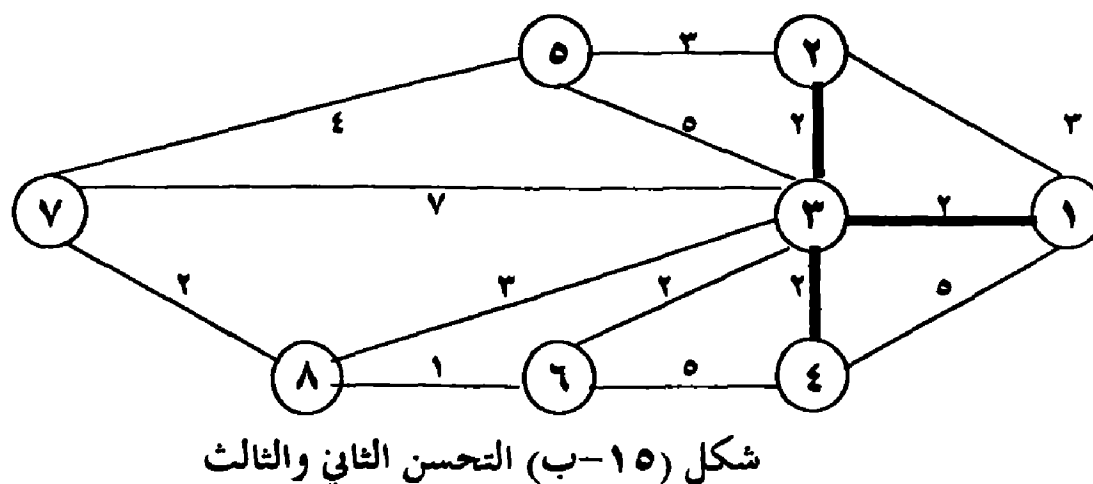 ٥ ٣ ٢
٤ ٥ ٢ ٣
٧ ٧ ٣ ٢ ١
٢ ٣ ٢ ٢ ٥
٨ ١ ٦ ٥ ٤
شكل (١٥-ب) التحسن الثاني والثالث